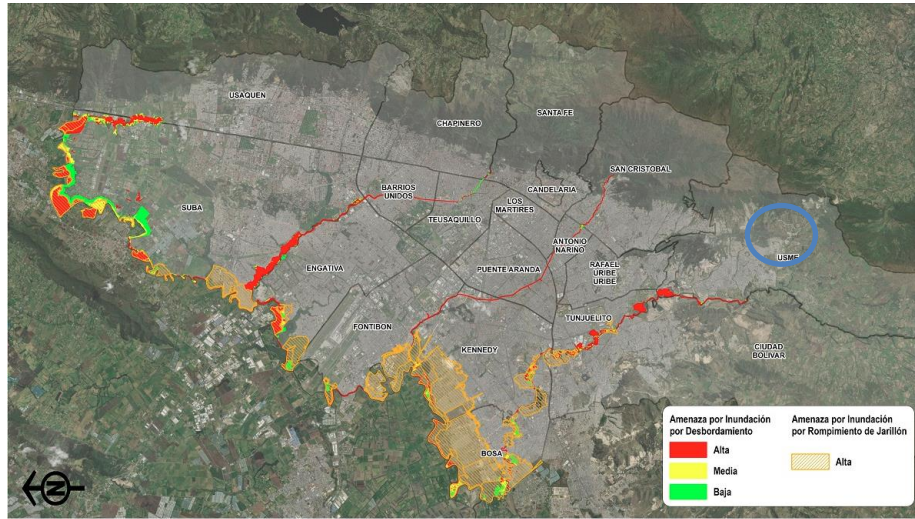 USAQUEN
CHAPINERO
SANTA FE
SAN CRISTOBAL
CANDELARIA
BARRIOS
UNIDOS
LOS
MARTIRES
SUBA
TEUSAQUILLO
ANTONIO
NARIÑO
USME
ENGATIVA
PUENTE ARANDA
RAFAEL
URIBE
URIBE
FONTIBON
TUNJUELITO
KENNEDY
CIUDAD
BOLIVAR
BOSA
N
Amenaza por Inundación
por Desbordamiento
Alta
Media
Baja
Amenaza por Inundación
por Rompimiento de Jarillón
Alta